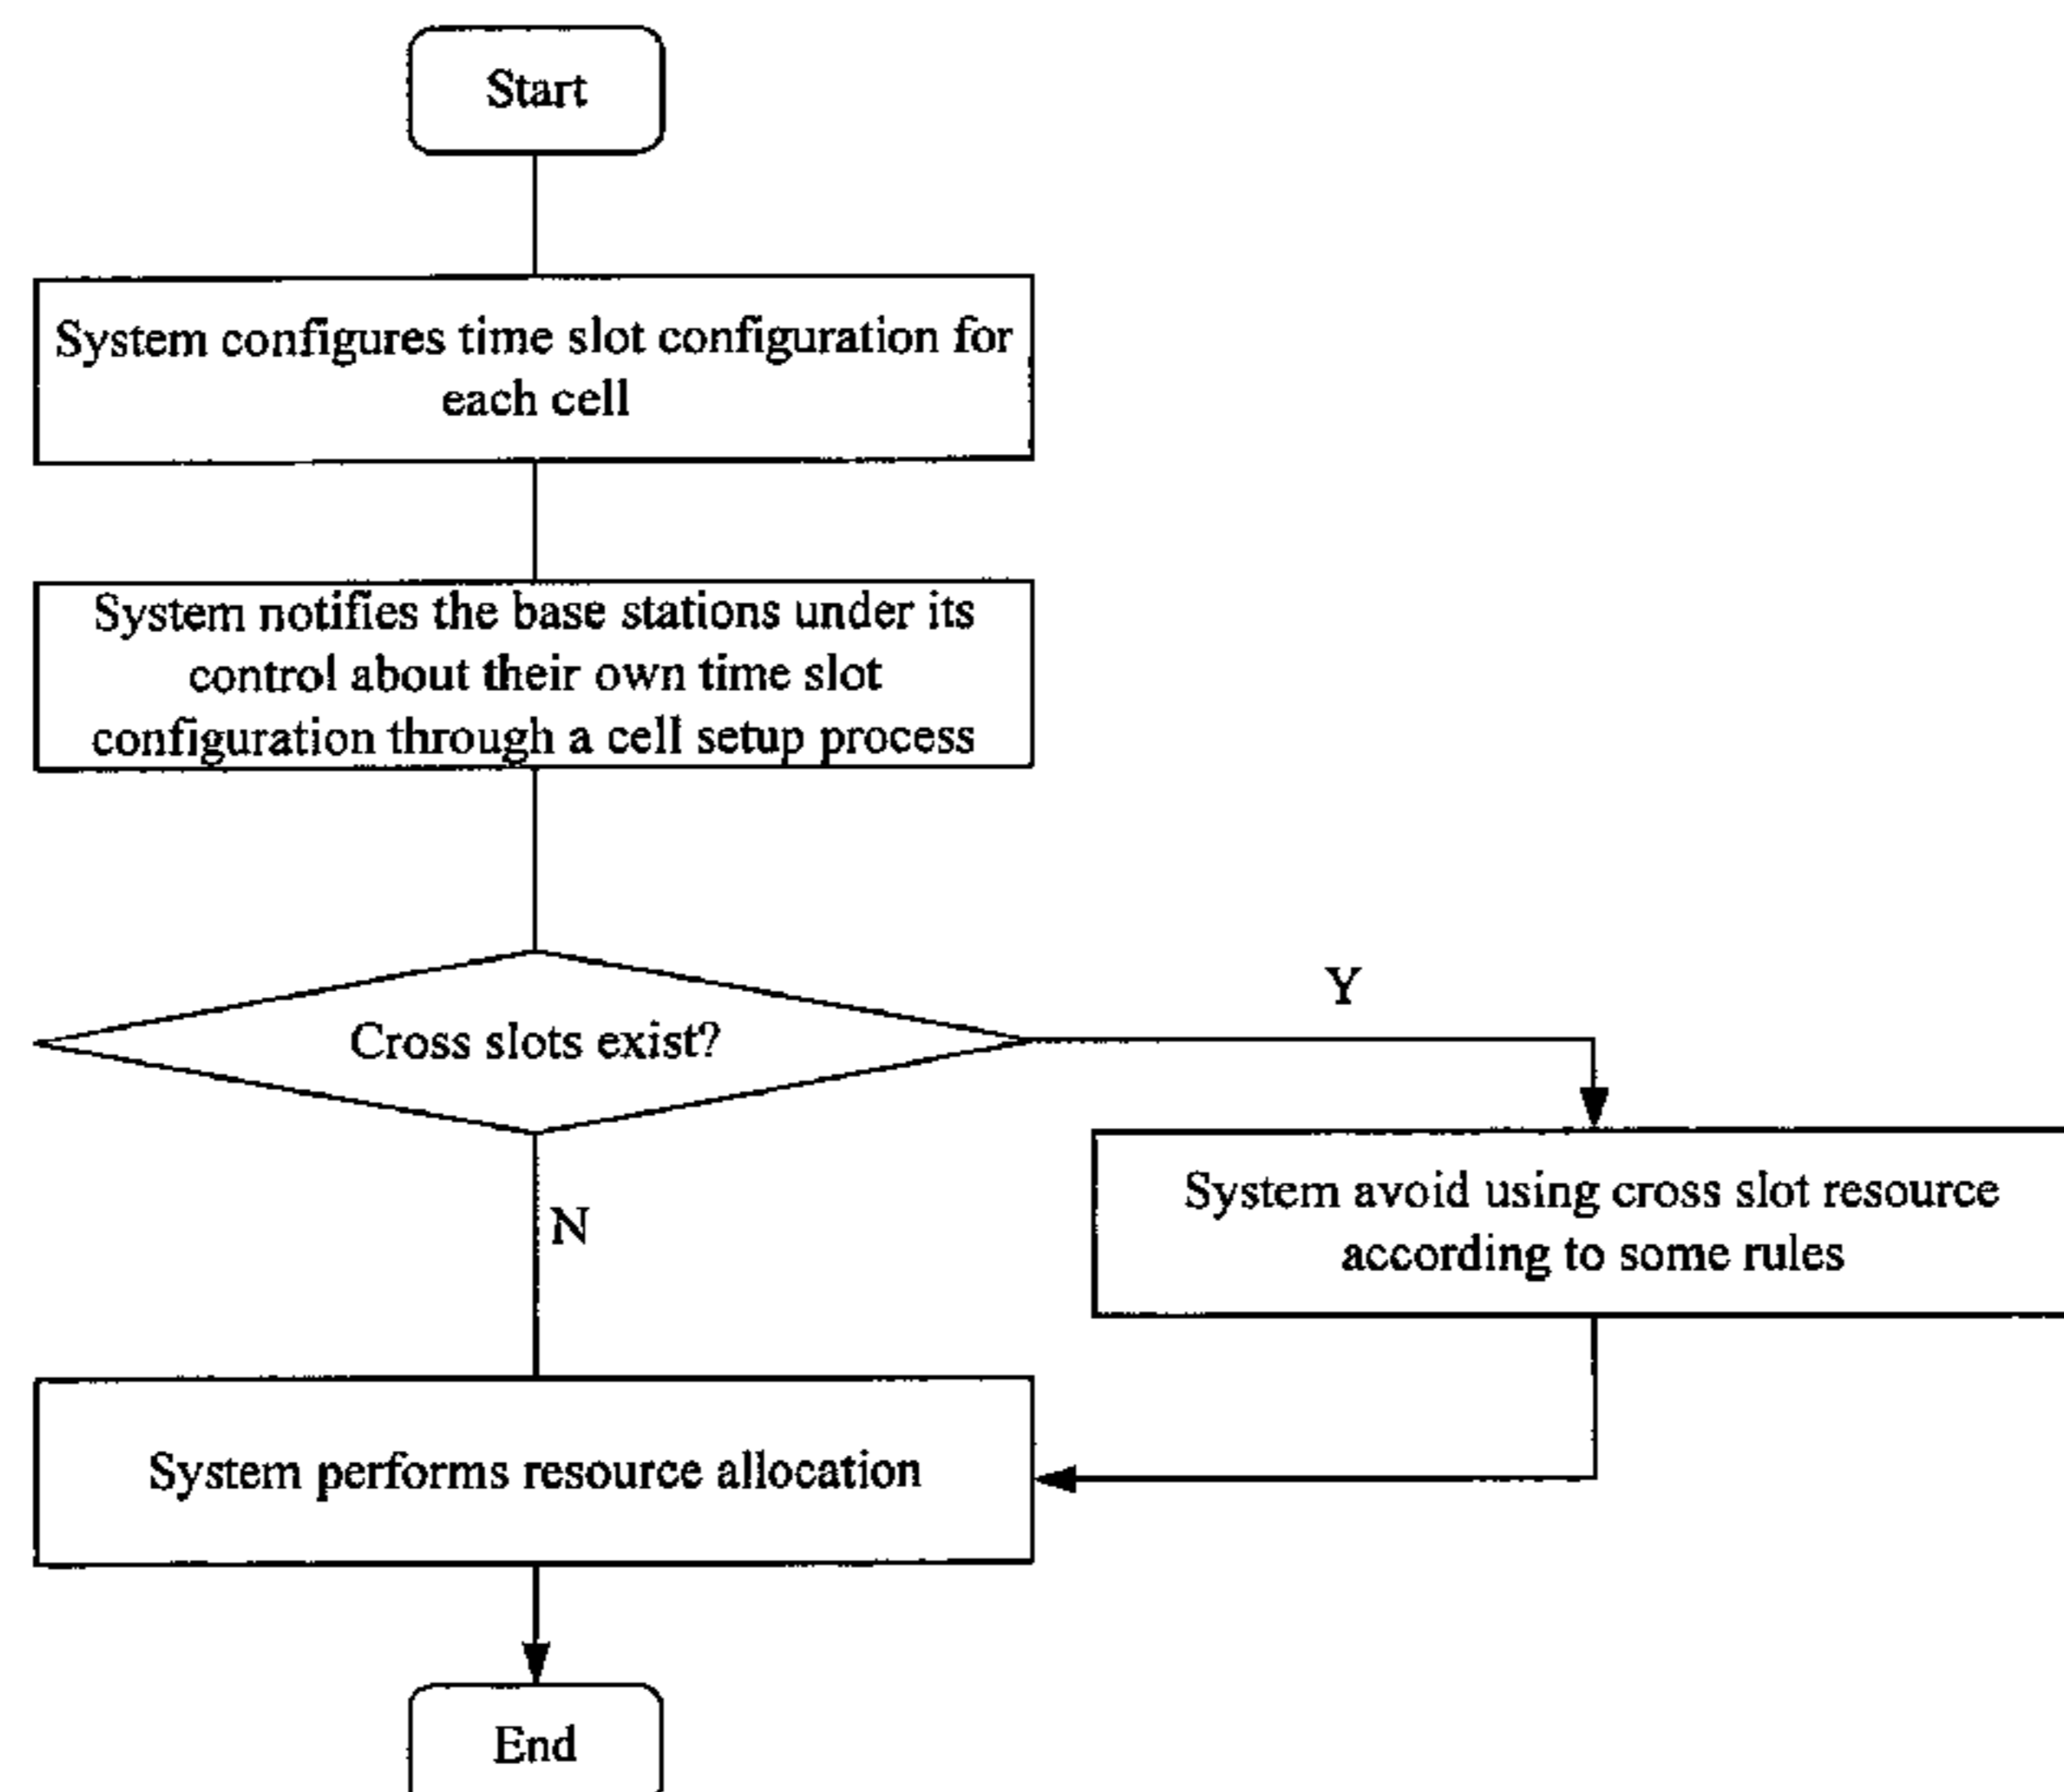 Start
System configures time slot configuration for
each cell
System notifies the base stations under its
control about their own time slot
configuration through a cell setup process
Cross slots exist?
Y
N
System avoid using cross slot resource
according to some rules
System performs resource allocation
End